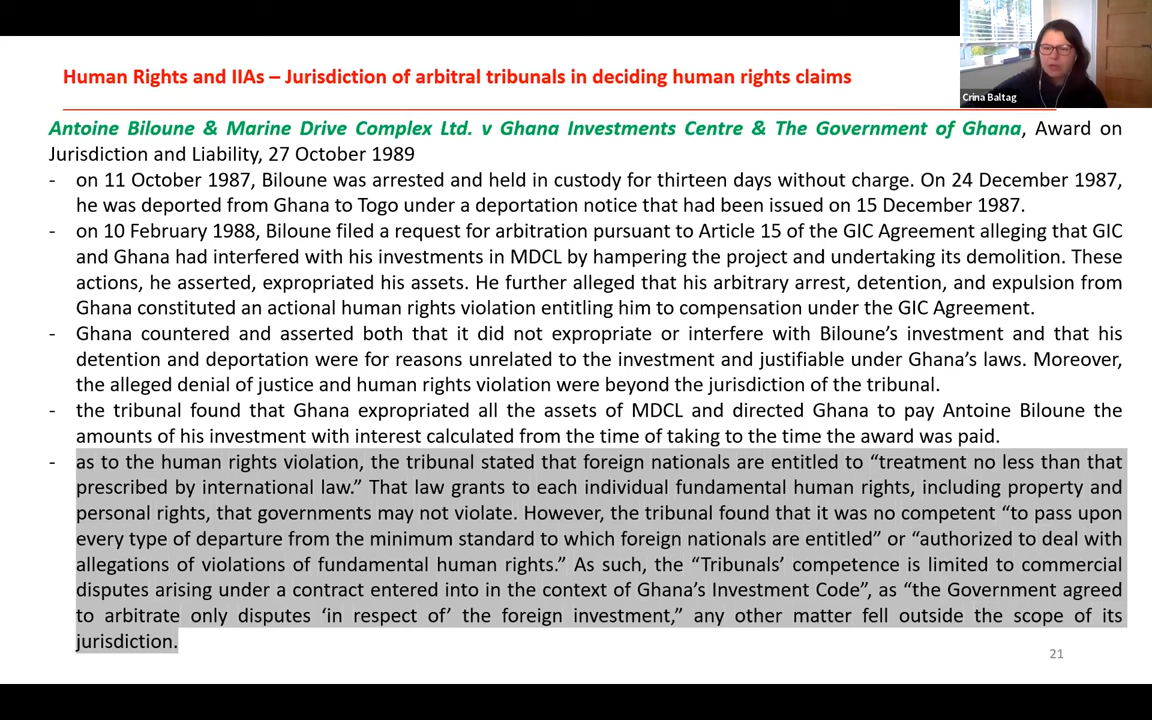 Human Rights and IIAs – Jurisdiction of arbitral tribunals in deciding human rights claims
Crina Baltag
Antoine Biloune & Marine Drive Complex Ltd. v Ghana Investments Centre & The Government of Ghana, Award on
Jurisdiction and Liability, 27 October 1989
- on 11 October 1987, Biloune was arrested and held in custody for thirteen days without charge. On 24 December 1987,
he was deported from Ghana to Togo under a deportation notice that had been issued on 15 December 1987.
- on 10 February 1988, Biloune filed a request for arbitration pursuant to Article 15 of the GIC Agreement alleging that GIC
and Ghana had interfered with his investments in MDCL by hampering the project and undertaking its demolition. These
actions, he asserted, expropriated his assets. He further alleged that his arbitrary arrest, detention, and expulsion from
Ghana constituted an actional human rights violation entitling him to compensation under the GIC Agreement.
- Ghana countered and asserted both that it did not expropriate or interfere with Biloune’s investment and that his
detention and deportation were for reasons unrelated to the investment and justifiable under Ghana’s laws. Moreover,
the alleged denial of justice and human rights violation were beyond the jurisdiction of the tribunal.
- the tribunal found that Ghana expropriated all the assets of MDCL and directed Ghana to pay Antoine Biloune the
amounts of his investment with interest calculated from the time of taking to the time the award was paid.
- as to the human rights violation, the tribunal stated that foreign nationals are entitled to “treatment no less than that
prescribed by international law.” That law grants to each individual fundamental human rights, including property and
personal rights, that governments may not violate. However, the tribunal found that it was no competent “to pass upon
every type of departure from the minimum standard to which foreign nationals are entitled” or “authorized to deal with
allegations of violations of fundamental human rights.” As such, the “Tribunals’ competence is limited to commercial
disputes arising under a contract entered into in the context of Ghana’s Investment Code”, as “the Government agreed
to arbitrate only disputes ‘in respect of’ the foreign investment,” any other matter fell outside the scope of its
jurisdiction.
21